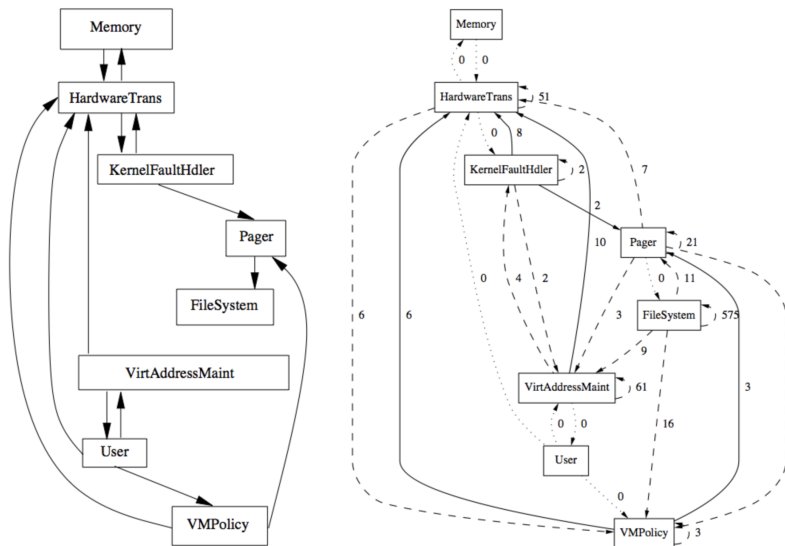 Memory
HardwareTrans
KernelFaultHdler
Pager
FileSystem
VirtAddressMaint
User
VMPolicy
Memory
0
0
HardwareTrans
51
0
8
KernelFaultHdler
2
7
2
Pager
21
10
0
4
2
0
11
6
6
3
FileSystem
575
9
VirtAddressMaint
61
3
0
0
16
User
0
VMPolicy
3